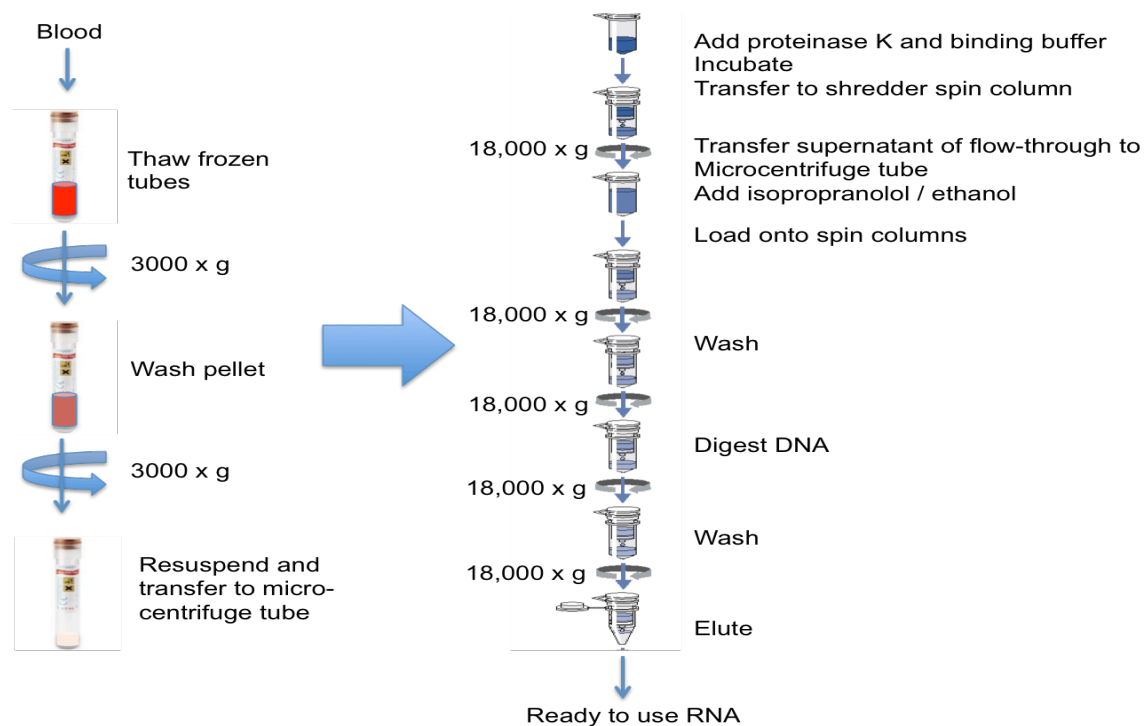 Blood
Thaw frozen
tubes
3000 x g
Wash pellet
3000 x g
Resuspend and
transfer to micro-
centrifuge tube
Add proteinase K and binding buffer
Incubate
Transfer to shredder spin column
18,000 x g
Transfer supernatant of flow-through to
Microcentrifuge tube
Add isopropranolol / ethanol
Load onto spin columns
18,000 x g
Wash
18,000 x g
Digest DNA
18,000 x g
Wash
18,000 x g
Elute
Ready to use RNA